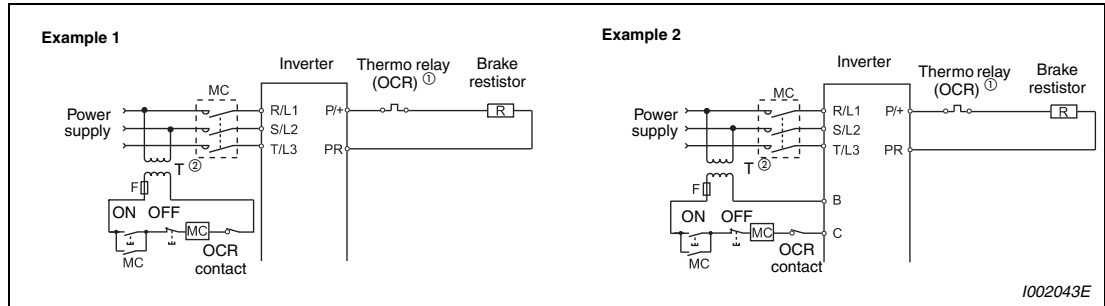 Example 1
Inverter
Thermo relay
(OCR) ①
Brake
restistor
MC
Power
supply
R/L1
S/L2
T/L3
P/+
PR
R
T ②
F
ON OFF
MC
MC
OCR
contact
Example 2
Inverter
Thermo relay
(OCR) ①
Brake
restistor
MC
Power
supply
R/L1
S/L2
T/L3
P/+
PR
R
T ②
F
B
ON OFF
MC
C
MC
OCR
contact
I002043E